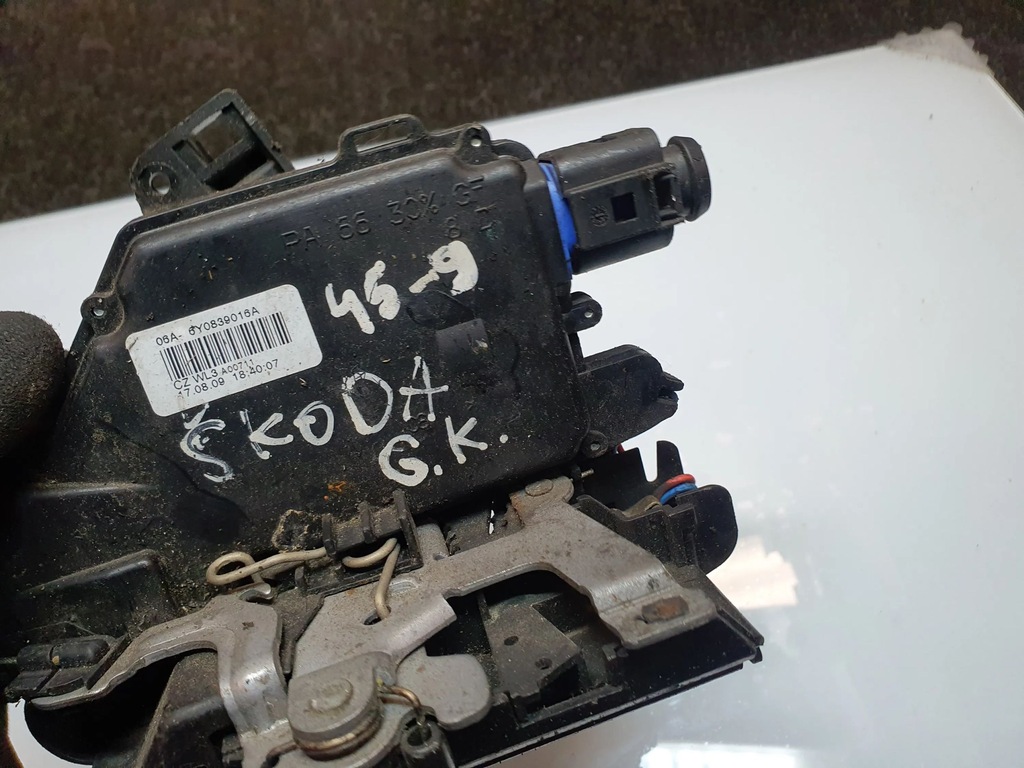 PA 66 30% GF
06A- 6Y0839016A
CZ WL3 A00711
17.08.09 18:40:07
45-9
ŠKODA
G.K.